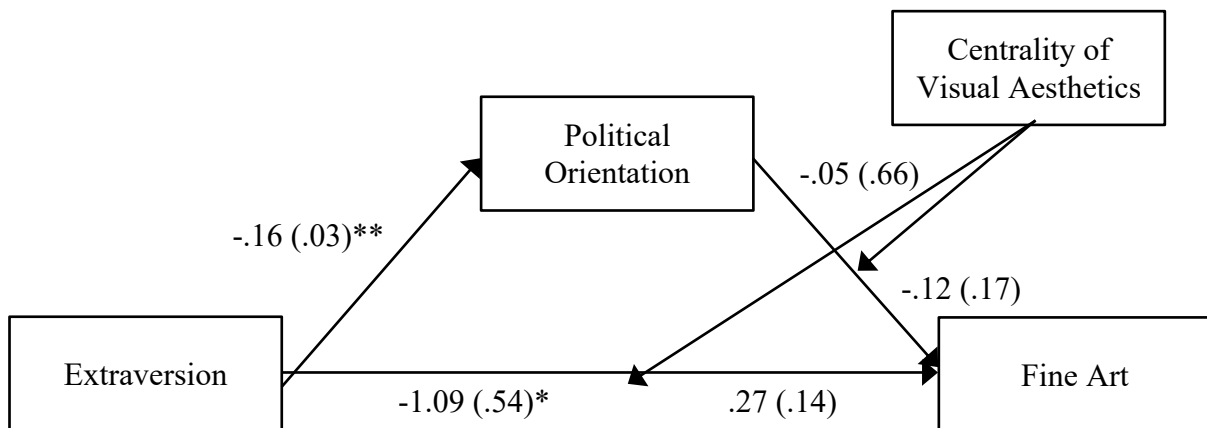 Centrality of
Visual Aesthetics
Political
Orientation
-.05 (.66)
-.16 (.03)**
-.12 (.17)
Extraversion
-1.09 (.54)*
.27 (.14)
Fine Art